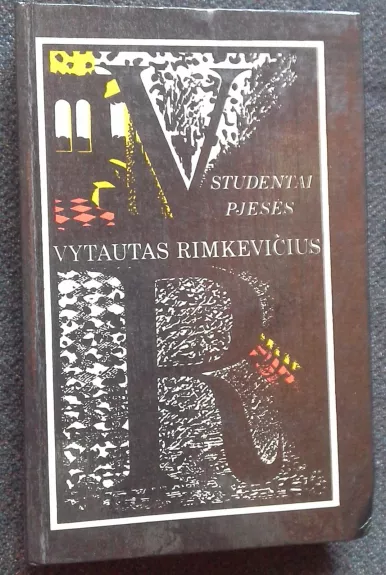 V
STUDENTAI
PJESĖS
VYTAUTAS RIMKEVIČIUS
R